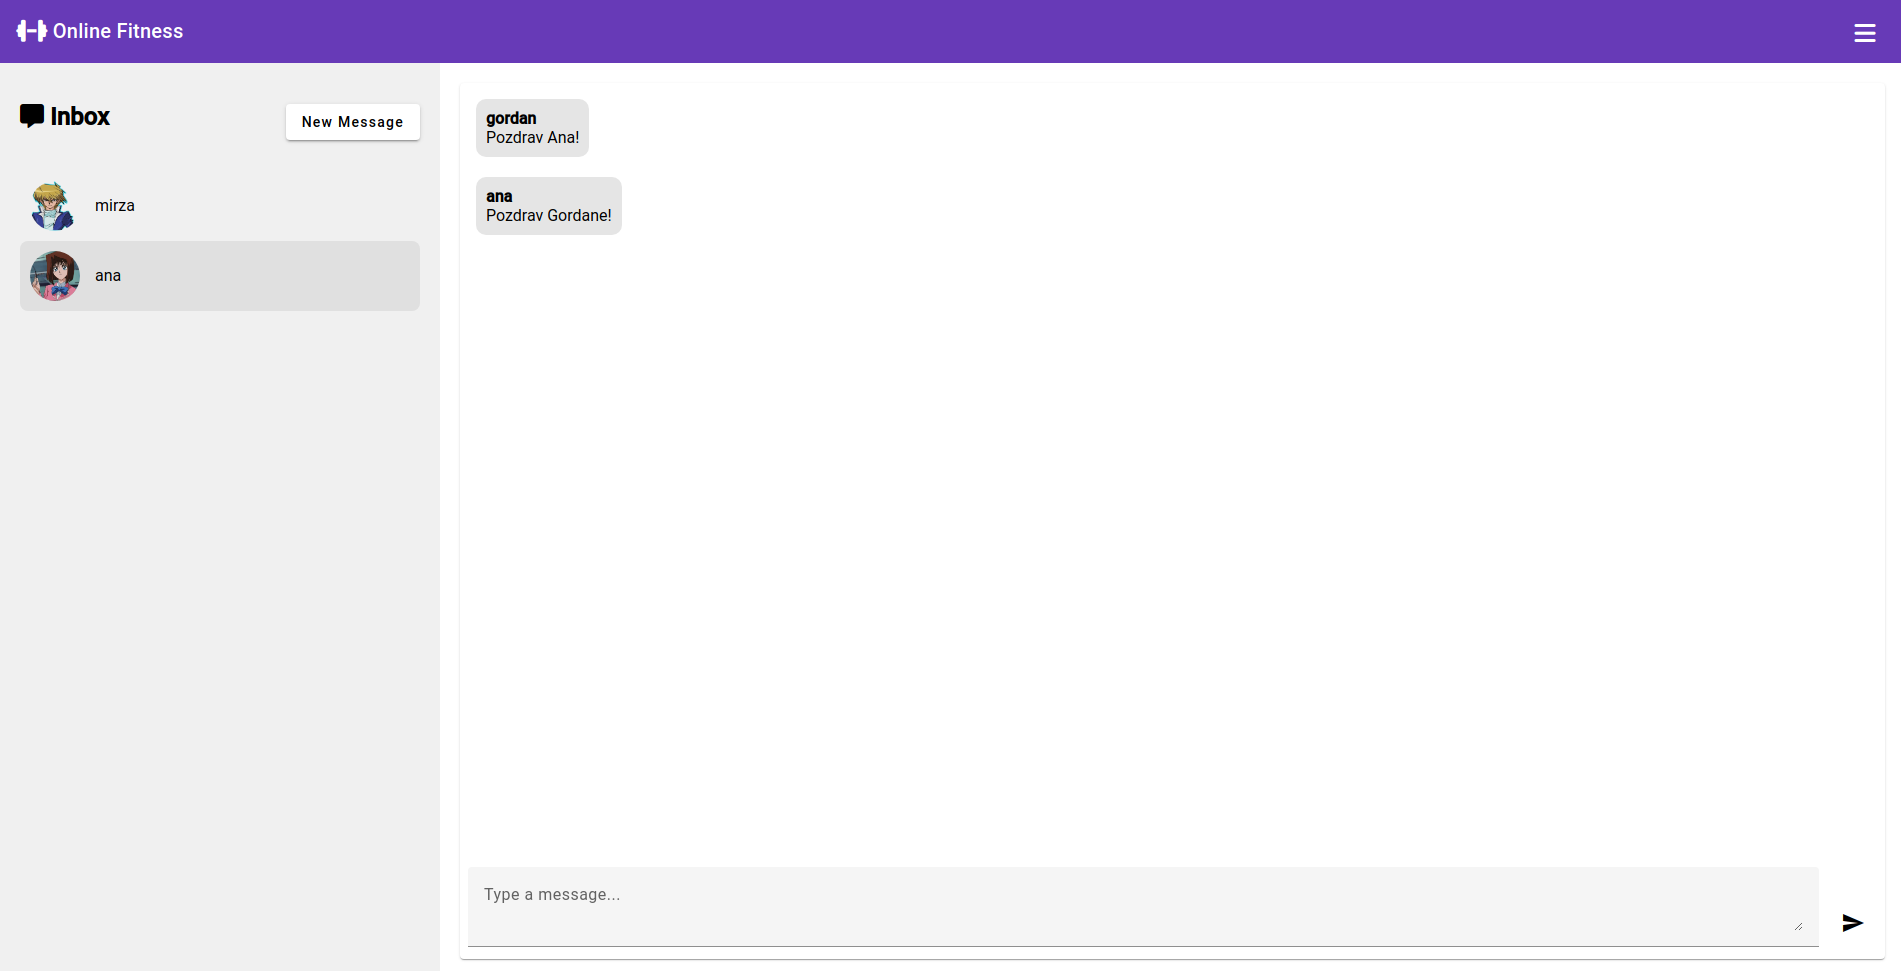 Online Fitness
Inbox
New Message
mirza
ana
gordan
Pozdrav Ana!
ana
Pozdrav Gordane!
Type a message...